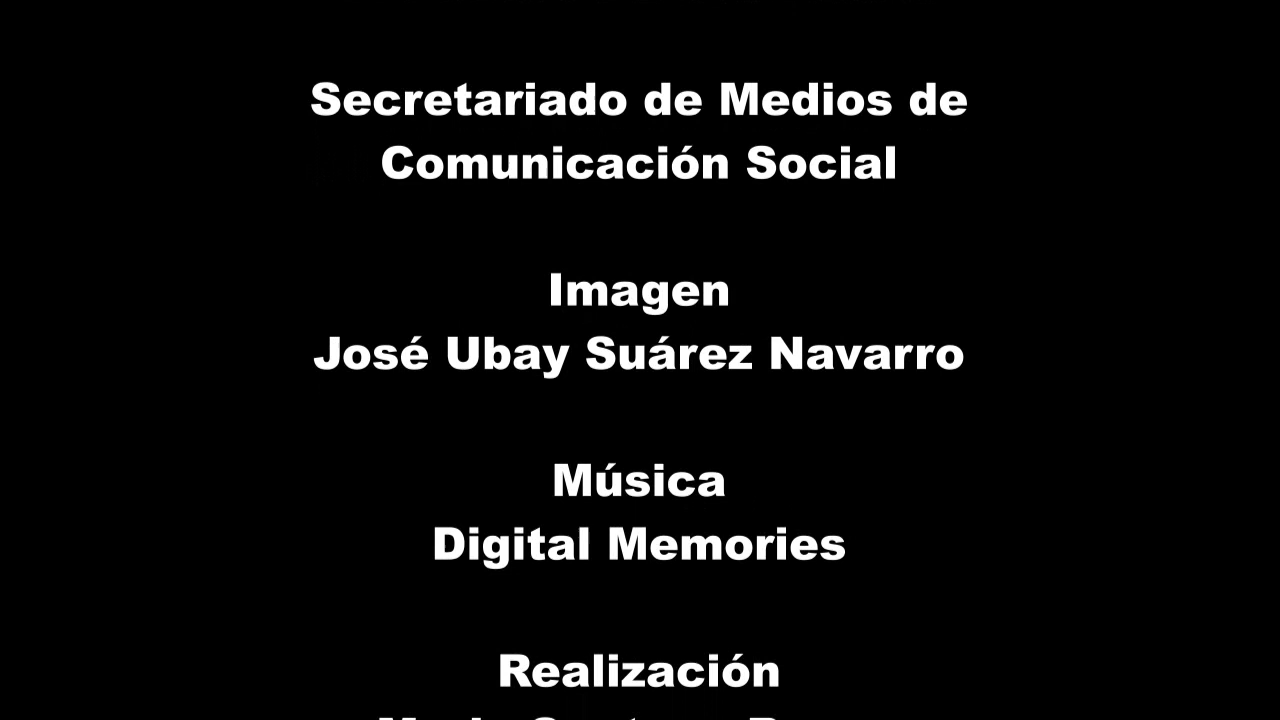 Secretariado de Medios de
Comunicación Social
Imagen
José Ubay Suárez Navarro
Música
Digital Memories
Realización